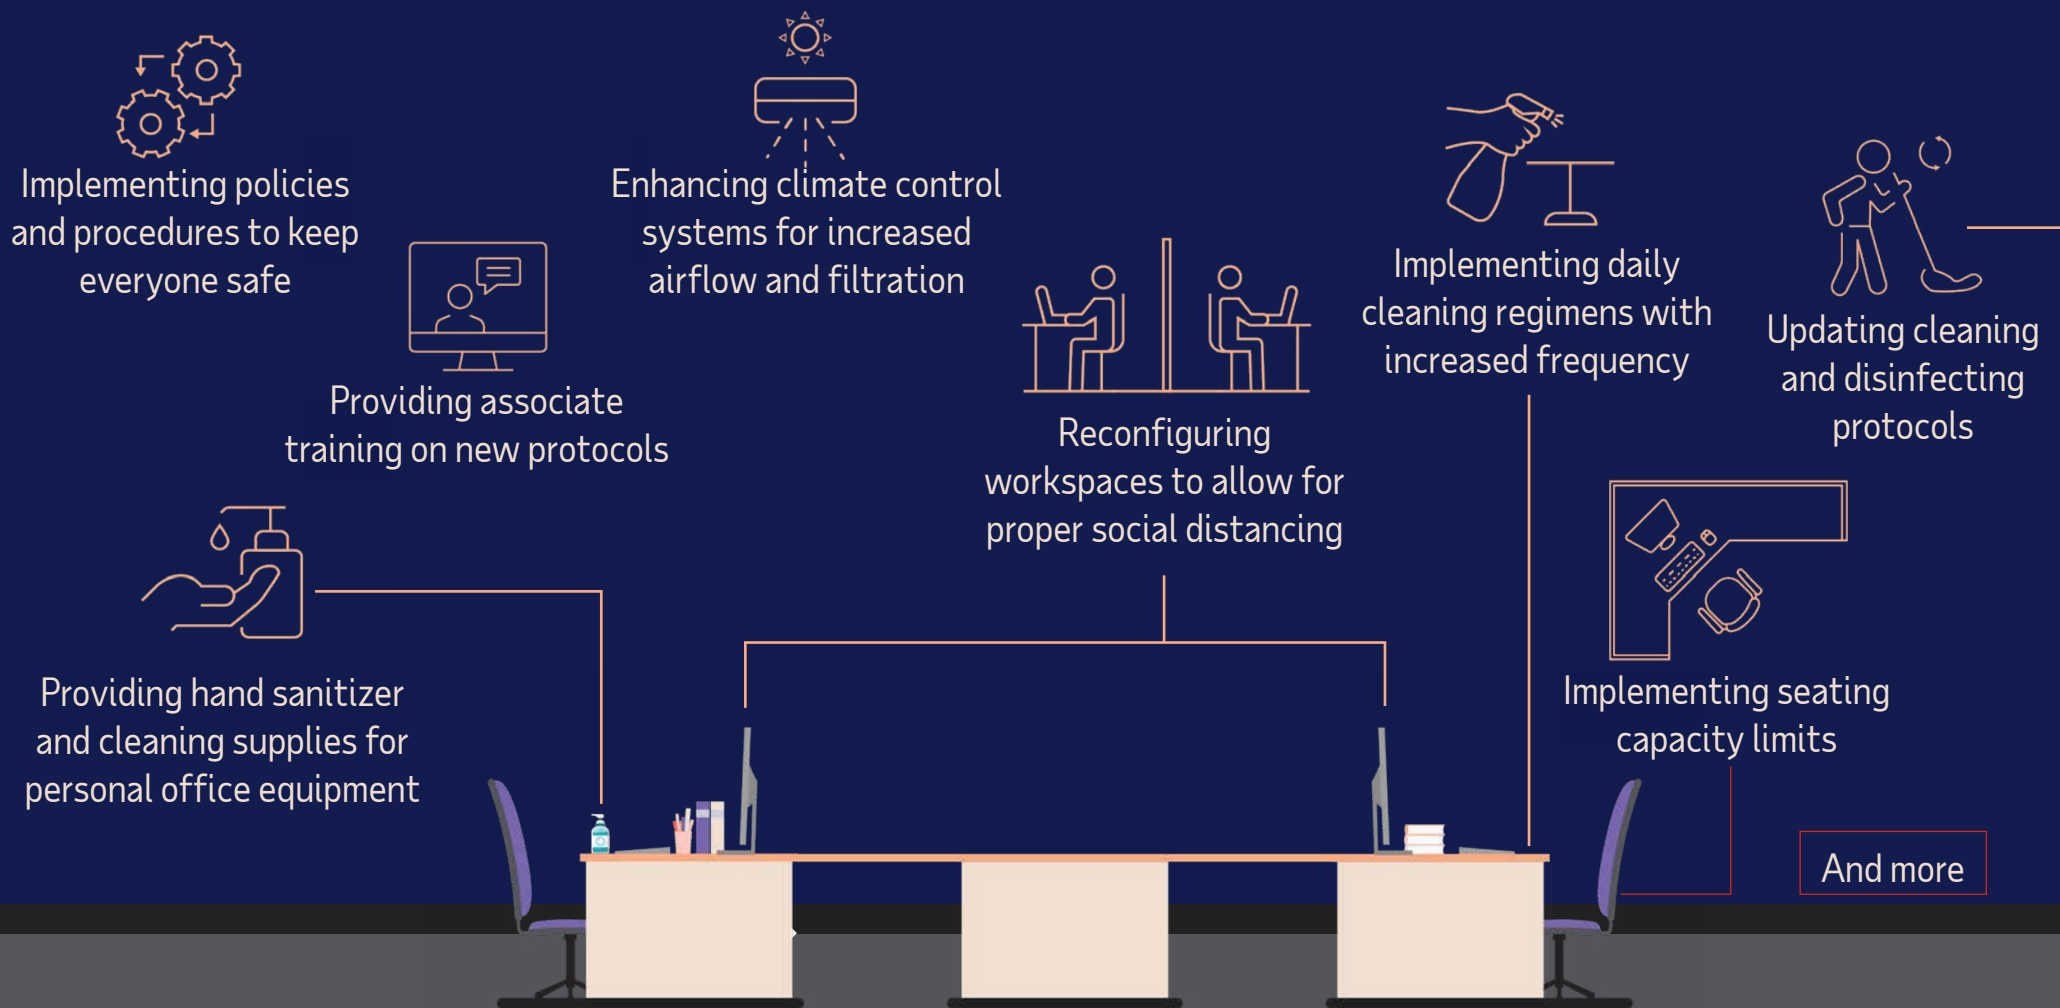 Implementing policies
and procedures to keep
everyone safe
Providing associate
training on new protocols
Enhancing climate control
systems for increased
airflow and filtration
Reconfiguring
workspaces to allow for
proper social distancing
Implementing daily
cleaning regimens with
increased frequency
Updating cleaning
and disinfecting
protocols
Providing hand sanitizer
and cleaning supplies for
personal office equipment
Implementing seating
capacity limits
And more